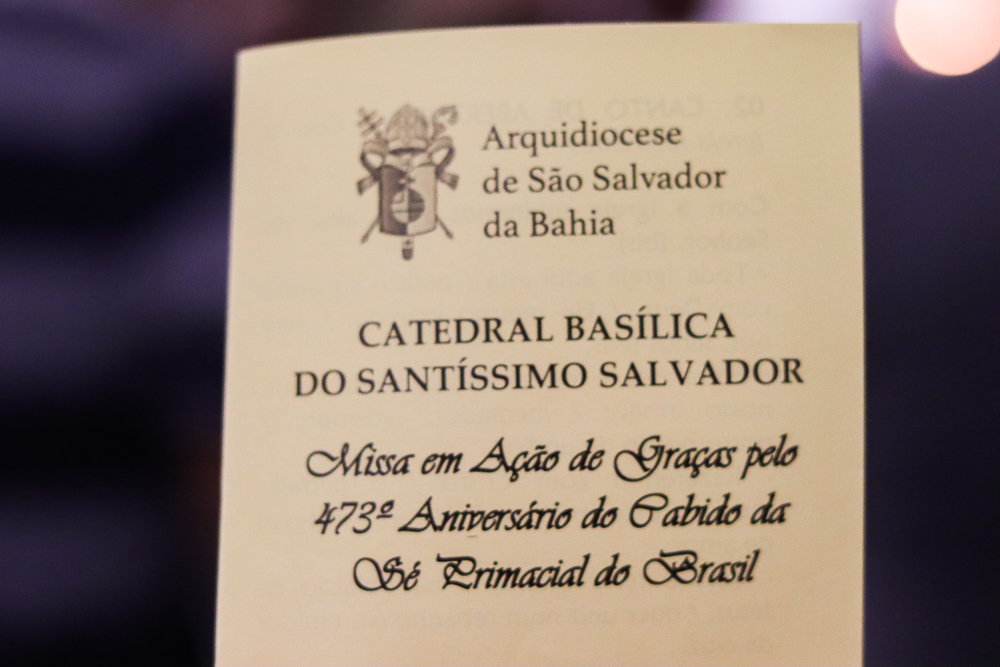 Arquidiocese
de São Salvador
da Bahia
CATEDRAL BASÍLICA
DO SANTÍSSIMO SALVADOR
Missa em Ação de Graças pelo
473º Aniversário do Cabido da
Sé Primacial do Brasil